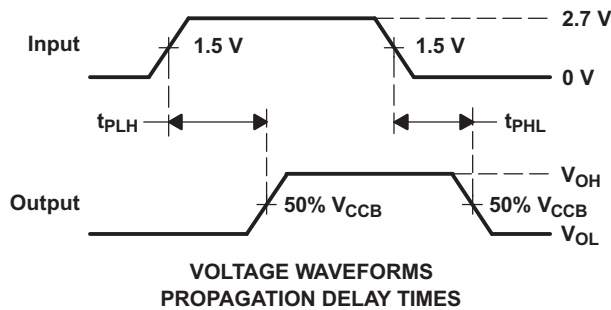 2.7 V
Input
1.5 V
1.5 V
0 V
tPLH
tPHL
VOH
Output
50% VCCB
50% VCCB
VOL
VOLTAGE WAVEFORMS
PROPAGATION DELAY TIMES